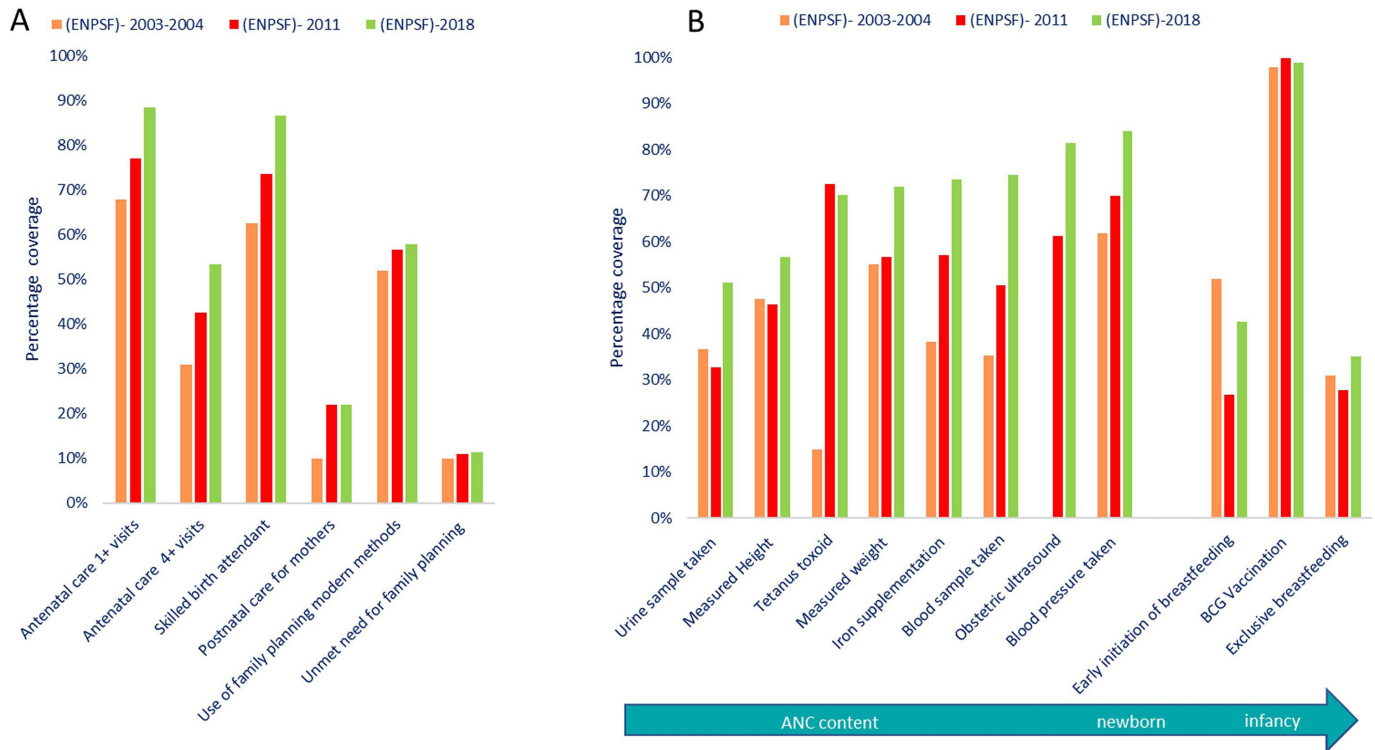 A
(ENPSF)- 2003-2004 (ENPSF)- 2011 (ENPSF)-2018
Percentage coverage
100%
90%
80%
70%
60%
50%
40%
30%
20%
10%
0%
Antenatal care 1+ visits
Antenatal care 4+ visits
Skilled birth attendant
Postnatal care for mothers
Use of family planning modern methods
Unmet need for family planning
B
(ENPSF)- 2003-2004 (ENPSF)- 2011 (ENPSF)-2018
Percentage coverage
100%
90%
80%
70%
60%
50%
40%
30%
20%
10%
0%
Urine sample taken
Measured Height
Tetanus toxoid
Measured weight
Iron supplementation
Blood sample taken
Obstetric ultrasound
Blood pressure taken
Early initiation of breastfeeding
BCG Vaccination
Exclusive breastfeeding
ANC content newborn infancy